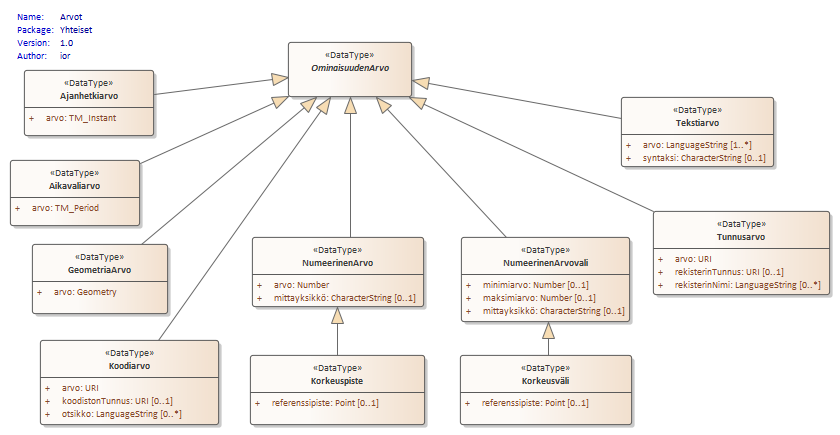 Name: Arvot
Package: Yhteiset
Version: 1.0
Author: ior
«DataType»
OminaisuudenArvo
«DataType»
Ajanhetkiarvo
+ arvo: TM_Instant
«DataType»
Tekstiarvo
+ arvo: LanguageString [1..*]
+ syntaksi: CharacterString [0..1]
«DataType»
Aikavaliarvo
+ arvo: TM_Period
«DataType»
Tunnusarvo
+ arvo: URI
+ rekisterinTunnus: URI [0..1]
+ rekisterinNimi: LanguageString [0..*]
«DataType»
GeometriaArvo
+ arvo: Geometry
«DataType»
NumeerinenArvo
+ arvo: Number
+ mittayksikkö: CharacterString [0..1]
«DataType»
NumeerinenArvovali
+ minimiarvo: Number [0..1]
+ maksimiarvo: Number [0..1]
+ mittayksikkö: CharacterString [0..1]
«DataType»
Koodiarvo
+ arvo: URI
+ koodistonTunnus: URI [0..1]
+ otsikko: LanguageString [0..*]
«DataType»
Korkeuspiste
+ referenssipiste: Point [0..1]
«DataType»
Korkeusväli
+ referenssipiste: Point [0..1]